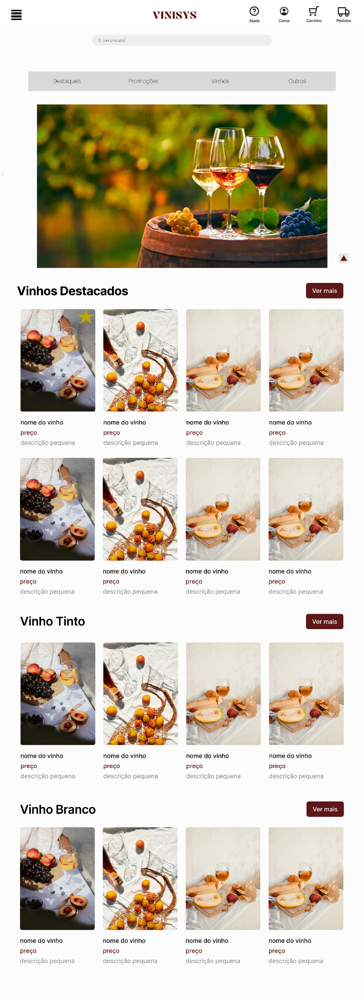 VINISYS
Ajuda
Conta
Carrinho
Pedidos
O que procura?
Destaques
Promoções
Vinhos
Outros
Vinhos Destacados
Ver mais
nome do vinho
preço
descrição pequena
nome do vinho
preço
descrição pequena
nome do vinho
preço
descrição pequena
nome do vinho
preço
descrição pequena
nome do vinho
preço
descrição pequena
nome do vinho
preço
descrição pequena
nome do vinho
preço
descrição pequena
nome do vinho
preço
descrição pequena
Vinho Tinto
Ver mais
nome do vinho
preço
descrição pequena
nome do vinho
preço
descrição pequena
nome do vinho
preço
descrição pequena
nome do vinho
preço
descrição pequena
Vinho Branco
Ver mais
nome do vinho
preço
descrição pequena
nome do vinho
preço
descrição pequena
nome do vinho
preço
descrição pequena
nome do vinho
preço
descrição pequena